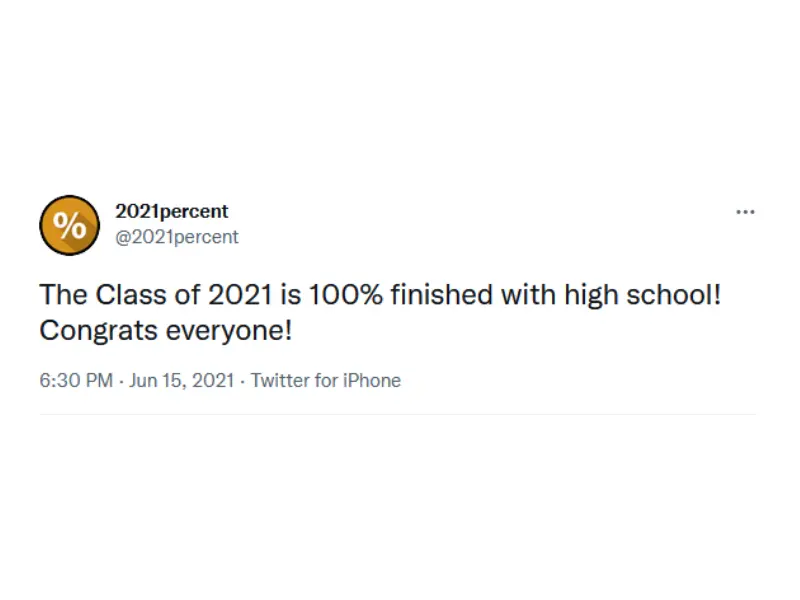 %
2021percent
@2021percent
The Class of 2021 is 100% finished with high school!
Congrats everyone!
6:30 PM · Jun 15, 2021 · Twitter for iPhone